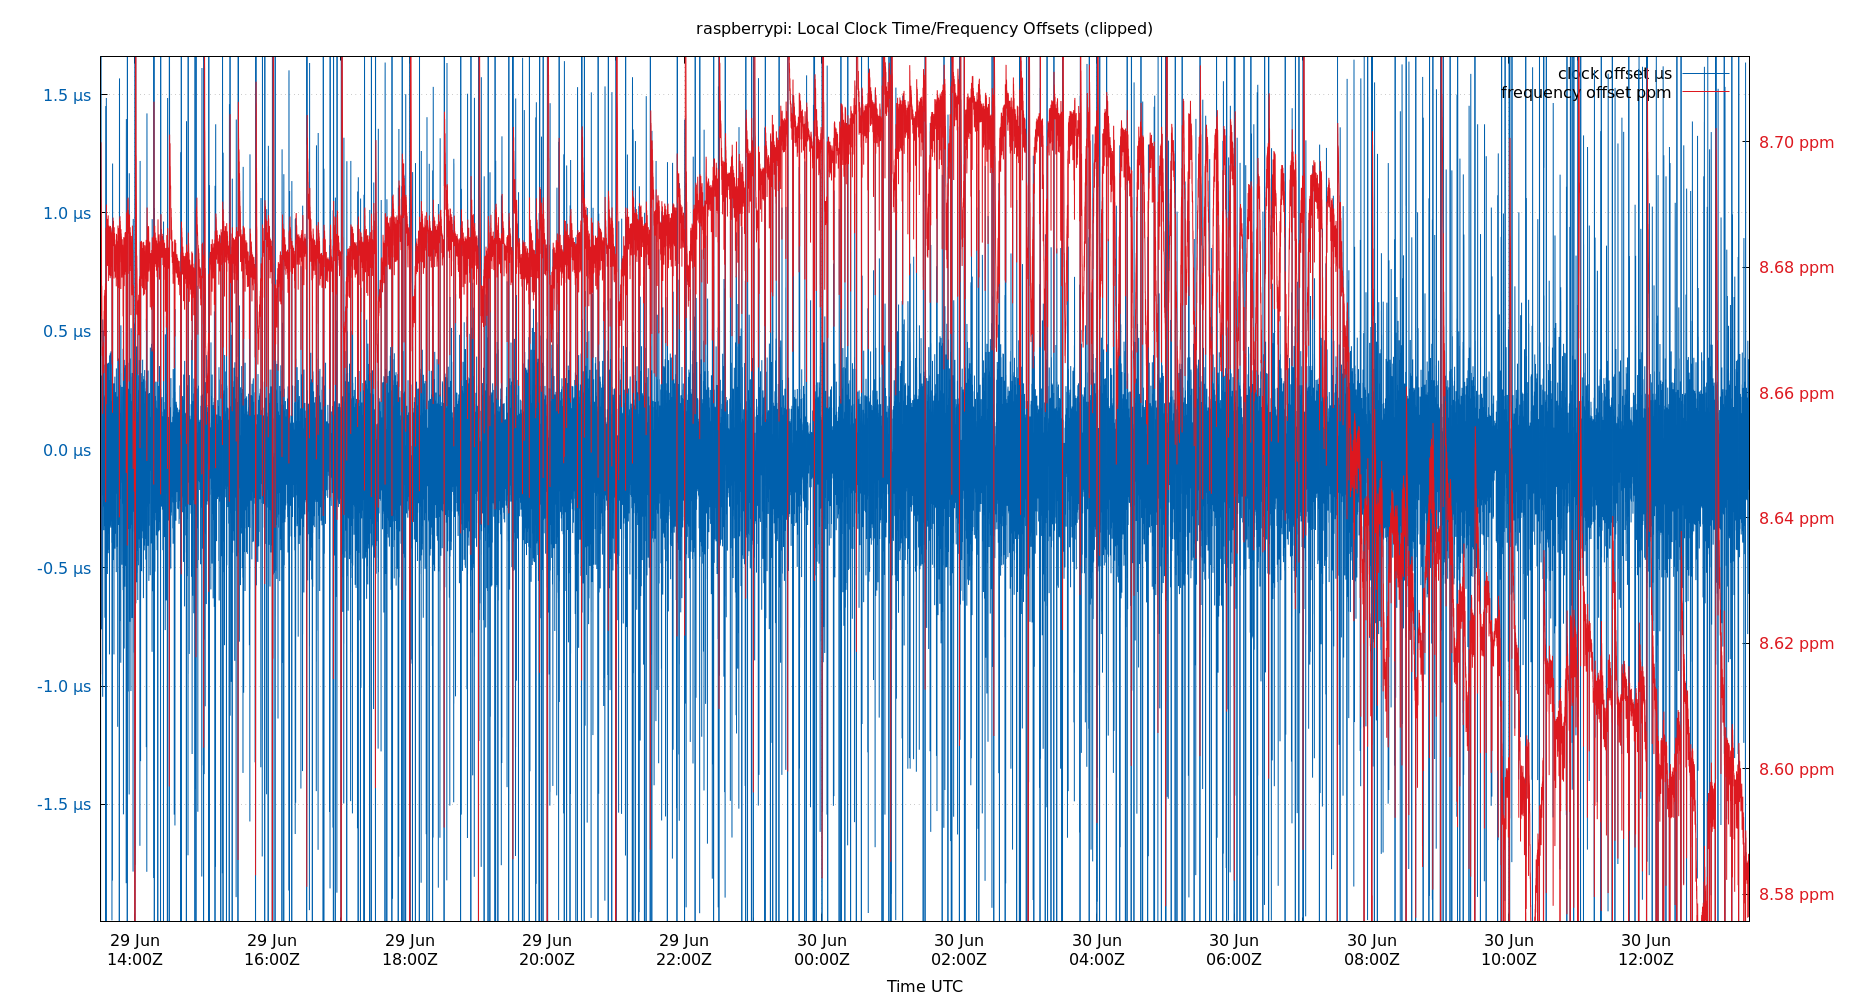 raspberrypi: Local Clock Time/Frequency Offsets (clipped)
clock offset µs
frequency offset ppm
1.5 µs
1.0 µs
0.5 µs
0.0 µs
-0.5 µs
-1.0 µs
-1.5 µs
8.70 ppm
8.68 ppm
8.66 ppm
8.64 ppm
8.62 ppm
8.60 ppm
8.58 ppm
29 Jun 29 Jun 29 Jun 29 Jun 29 Jun 30 Jun 30 Jun 30 Jun 30 Jun 30 Jun 30 Jun 30 Jun
14:00Z 16:00Z 18:00Z 20:00Z 22:00Z 00:00Z 02:00Z 04:00Z 06:00Z 08:00Z 10:00Z 12:00Z
Time UTC